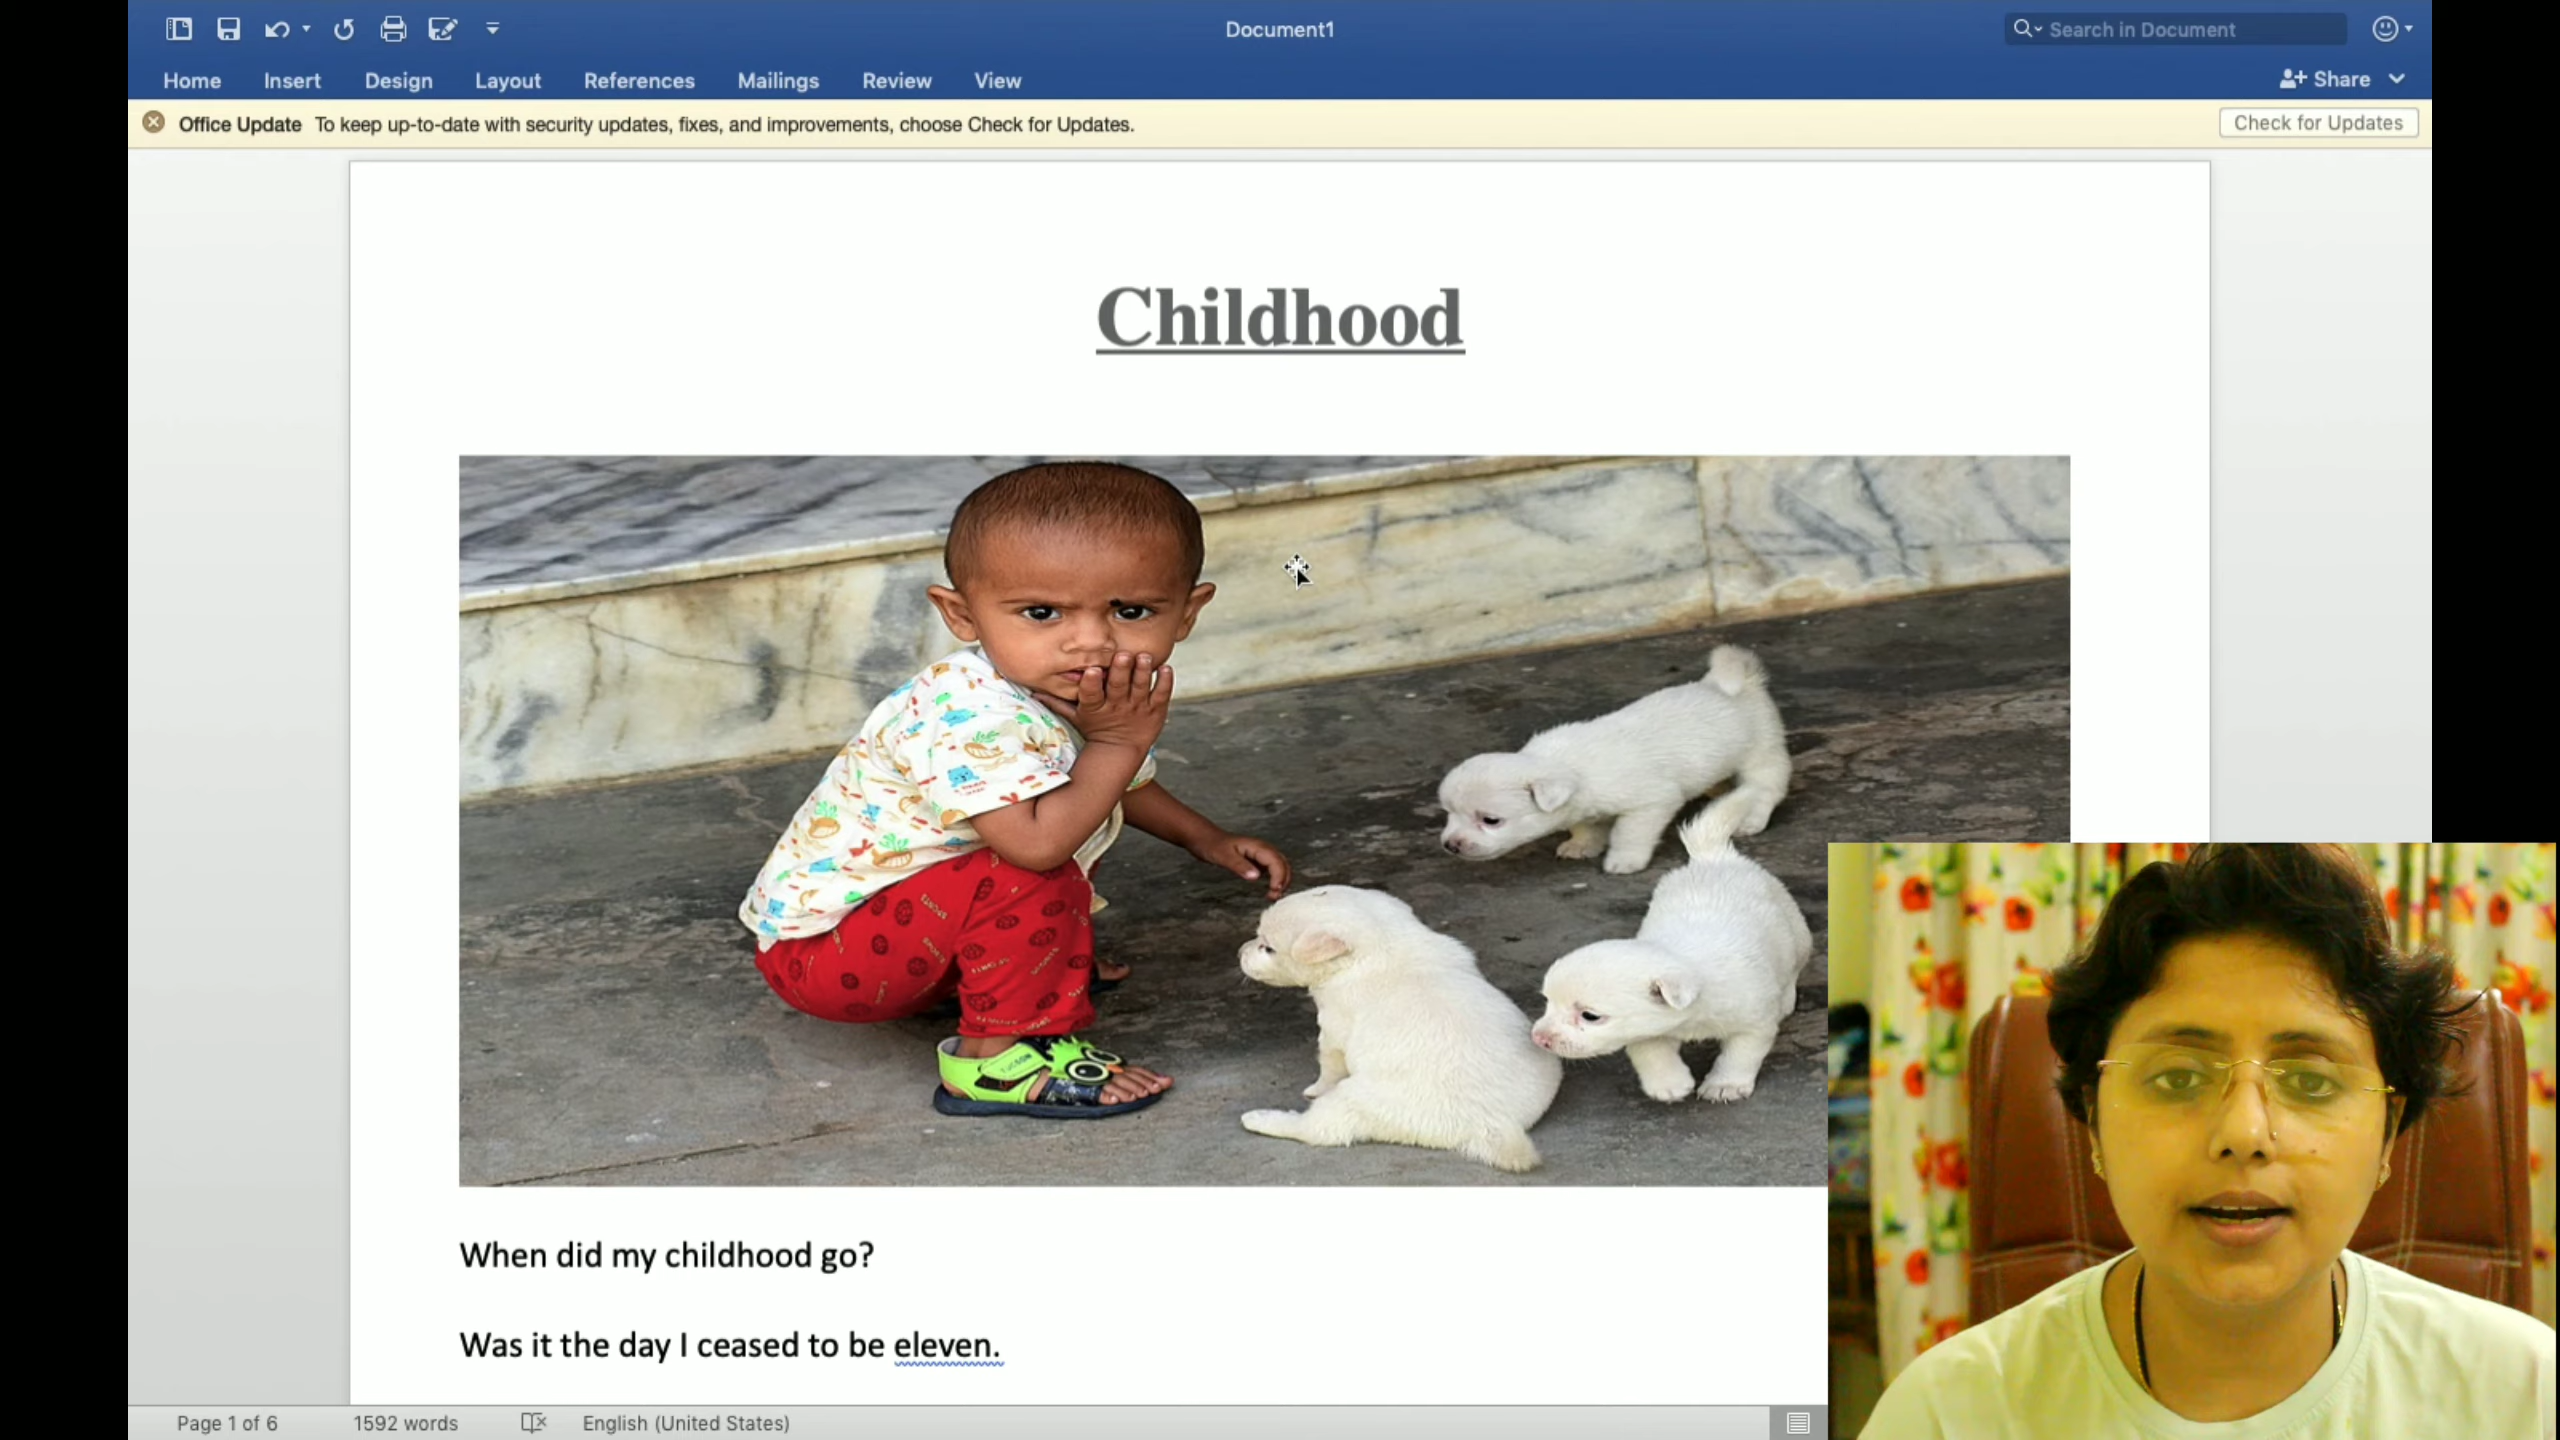 Document1
Search in Document
Home Insert Design Layout References Mailings Review View
Share
Office Update To keep up-to-date with security updates, fixes, and improvements, choose Check for Updates.
Check for Updates
Childhood
TUCSON
When did my childhood go?
Was it the day I ceased to be eleven.
Page 1 of 6 1592 words English (United States)